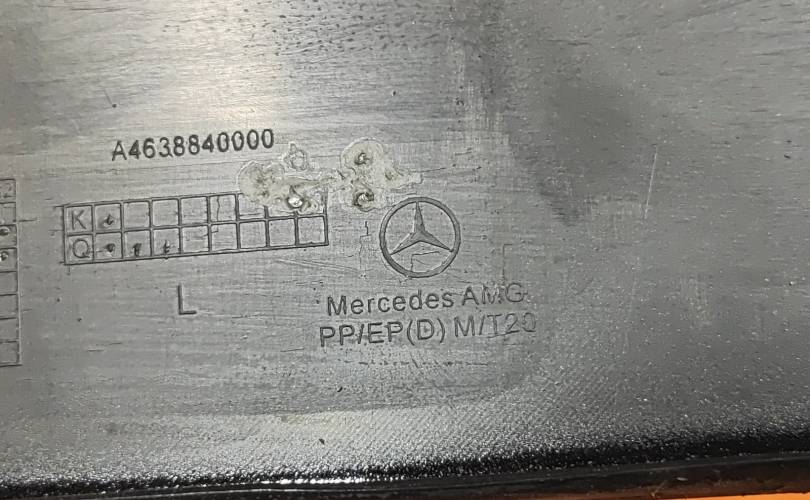 A4638840000
K
Q
L
Mercedes AMG
PP/EP(D) M/T20